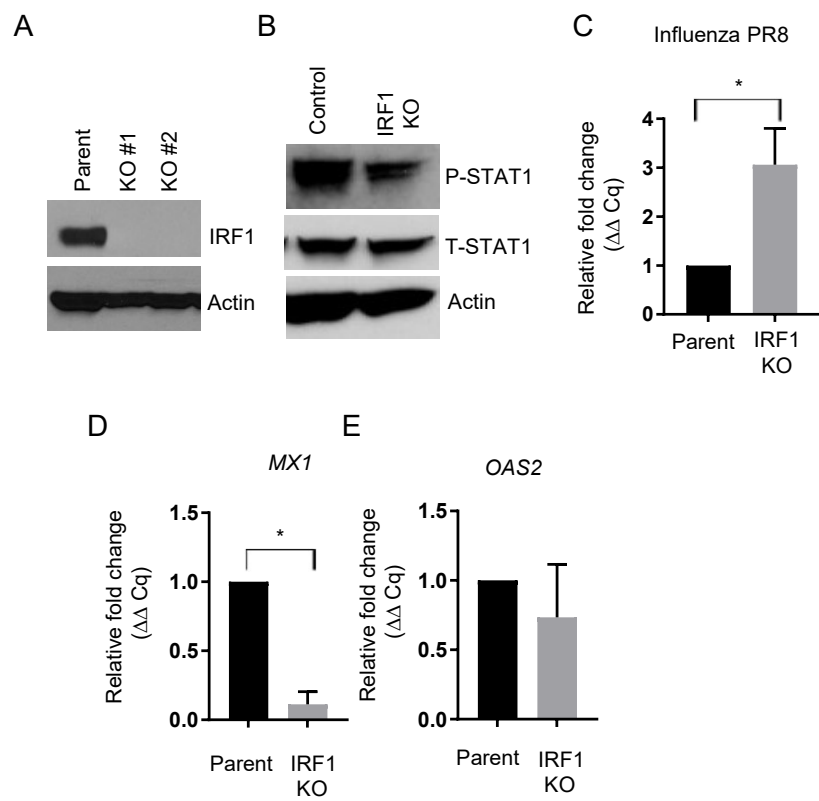 A
Parent
KO #1
KO #2
IRF1
Actin
B
Control
IRF1
KO
P-STAT1
T-STAT1
Actin
C
Influenza PR8
*
Relative fold change
(ΔΔ Cq)
4
3
2
1
0
Parent
IRF1
KO
D
MX1
*
Relative fold change
(ΔΔ Cq)
1.5
1.0
0.5
0.0
Parent
IRF1
KO
E
OAS2
Relative fold change
(ΔΔ Cq)
1.5
1.0
0.5
0.0
Parent
IRF1
KO